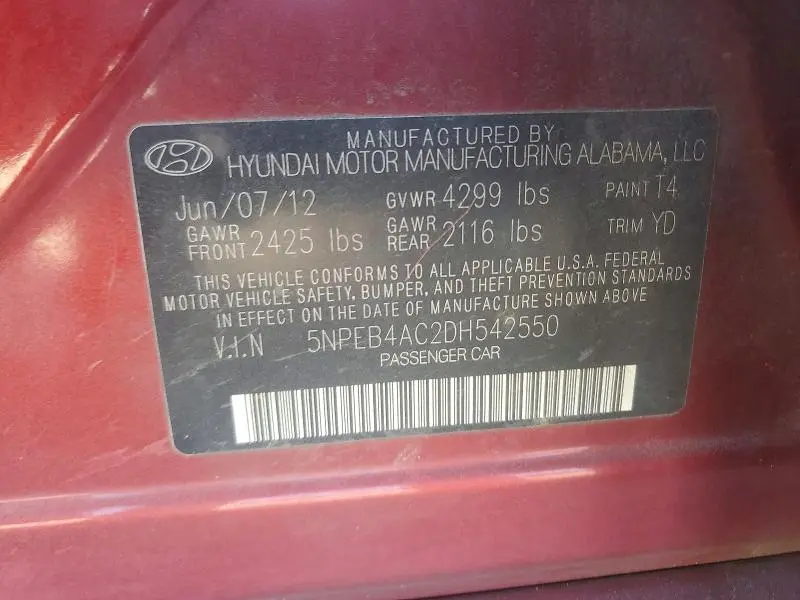 MANUFACTURED BY
HYUNDAI MOTOR MANUFACTURING ALABAMA, LLC
Jun/07/12 GVWR 4299 lbs PAINT T4
GAWR FRONT 2425 lbs GAWR REAR 2116 lbs TRIM YD
THIS VEHICLE CONFORMS TO ALL APPLICABLE U.S.A. FEDERAL
MOTOR VEHICLE SAFETY, BUMPER, AND THEFT PREVENTION STANDARDS
IN EFFECT ON THE DATE OF MANUFACTURE SHOWN ABOVE
V.I.N 5NPEB4AC2DH542550
PASSENGER CAR